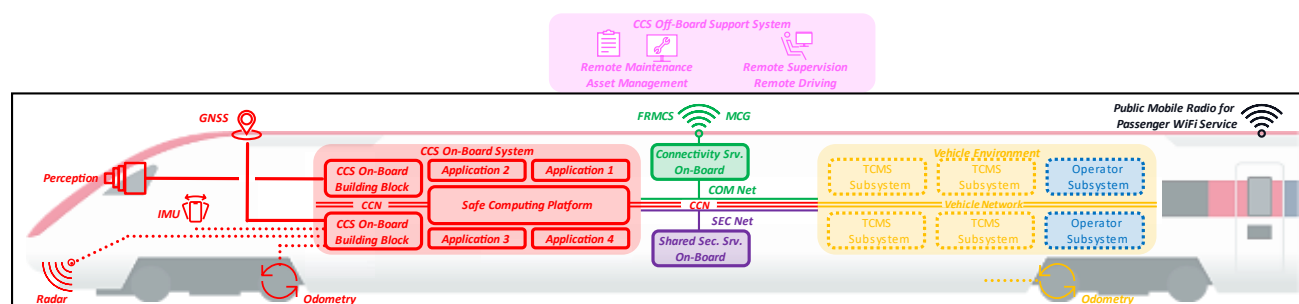 CCS Off-Board Support System
Remote Maintenance
Asset Management
Remote Supervision
Remote Driving
GNSS
FRMCS
MCG
Public Mobile Radio for
Passenger WiFi Service
CCS On-Board System
CCS On-Board
Building Block
Application 2
Application 1
Connectivity Srv.
On-Board
Vehicle Environment
TCMS
Subsystem
TCMS
Subsystem
Operator
Subsystem
Perception
COM Net
CCN
Safe Computing Platform
CCN
Vehicle Network
IMU
SEC Net
CCS On-Board
Building Block
Application 3
Application 4
Shared Sec. Srv.
On-Board
TCMS
Subsystem
TCMS
Subsystem
Operator
Subsystem
Radar
Odometry
Odometry